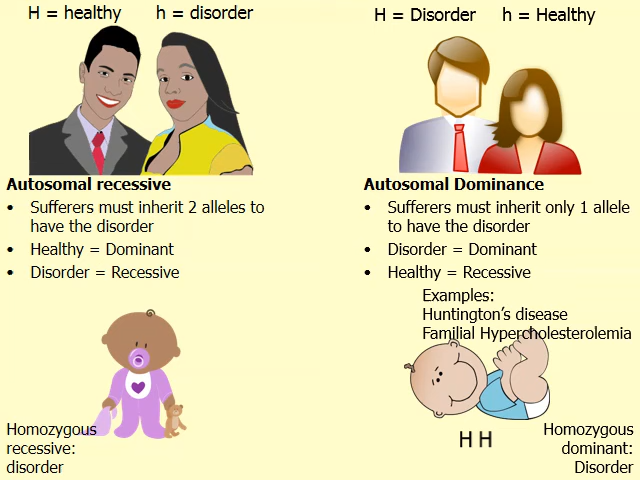 H = healthy h = disorder
H = Disorder h = Healthy
Autosomal recessive
• Sufferers must inherit 2 alleles to
have the disorder
• Healthy = Dominant
• Disorder = Recessive
Autosomal Dominance
• Sufferers must inherit only 1 allele
to have the disorder
• Disorder = Dominant
• Healthy = Recessive
Examples:
Huntington’s disease
Familial Hypercholesterolemia
Homozygous
recessive:
disorder
H H
Homozygous
dominant:
Disorder